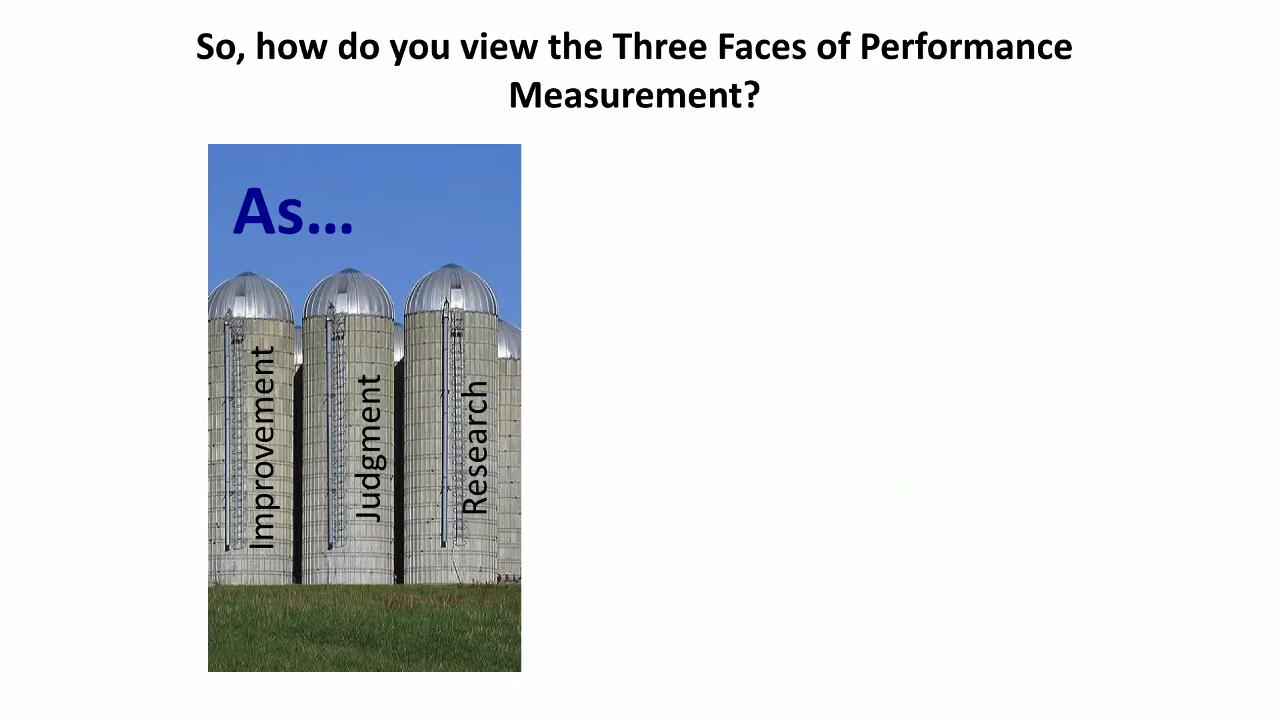 So, how do you view the Three Faces of Performance
Measurement?
As…
Improvement
Judgment
Research